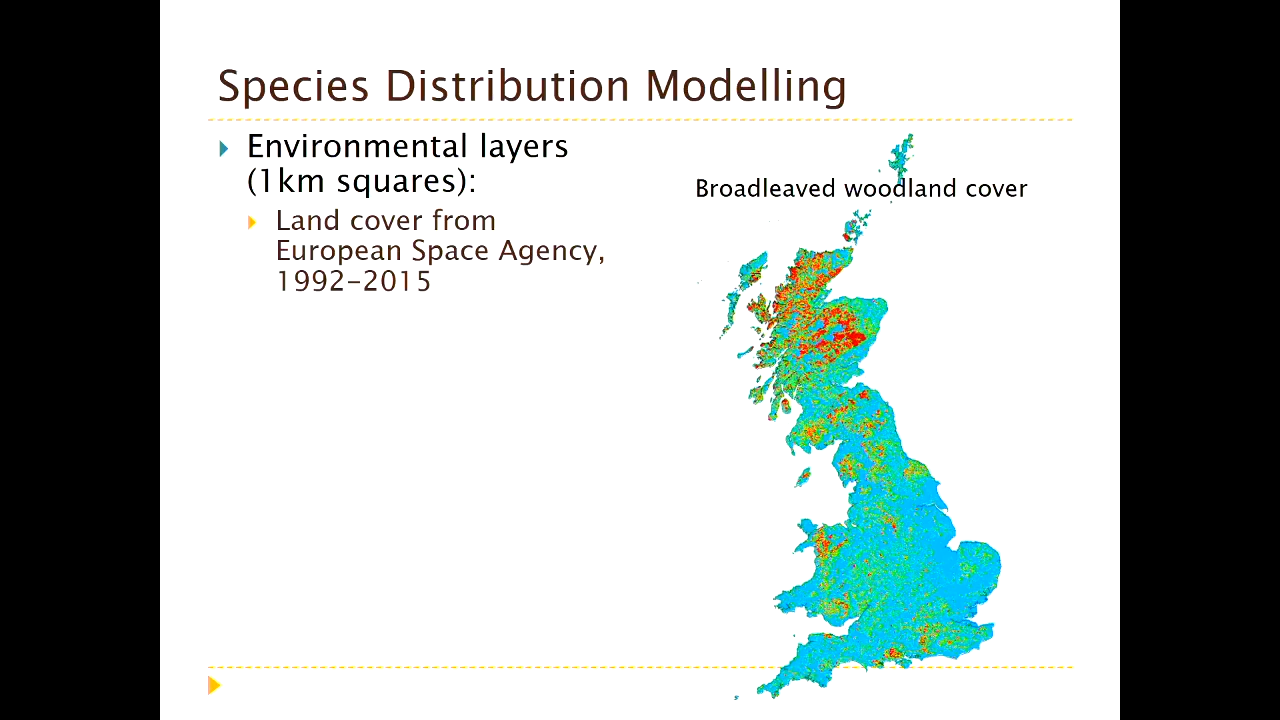 Species Distribution Modelling
Environmental layers
(1km squares):
Land cover from
European Space Agency,
1992-2015
Broadleaved woodland cover